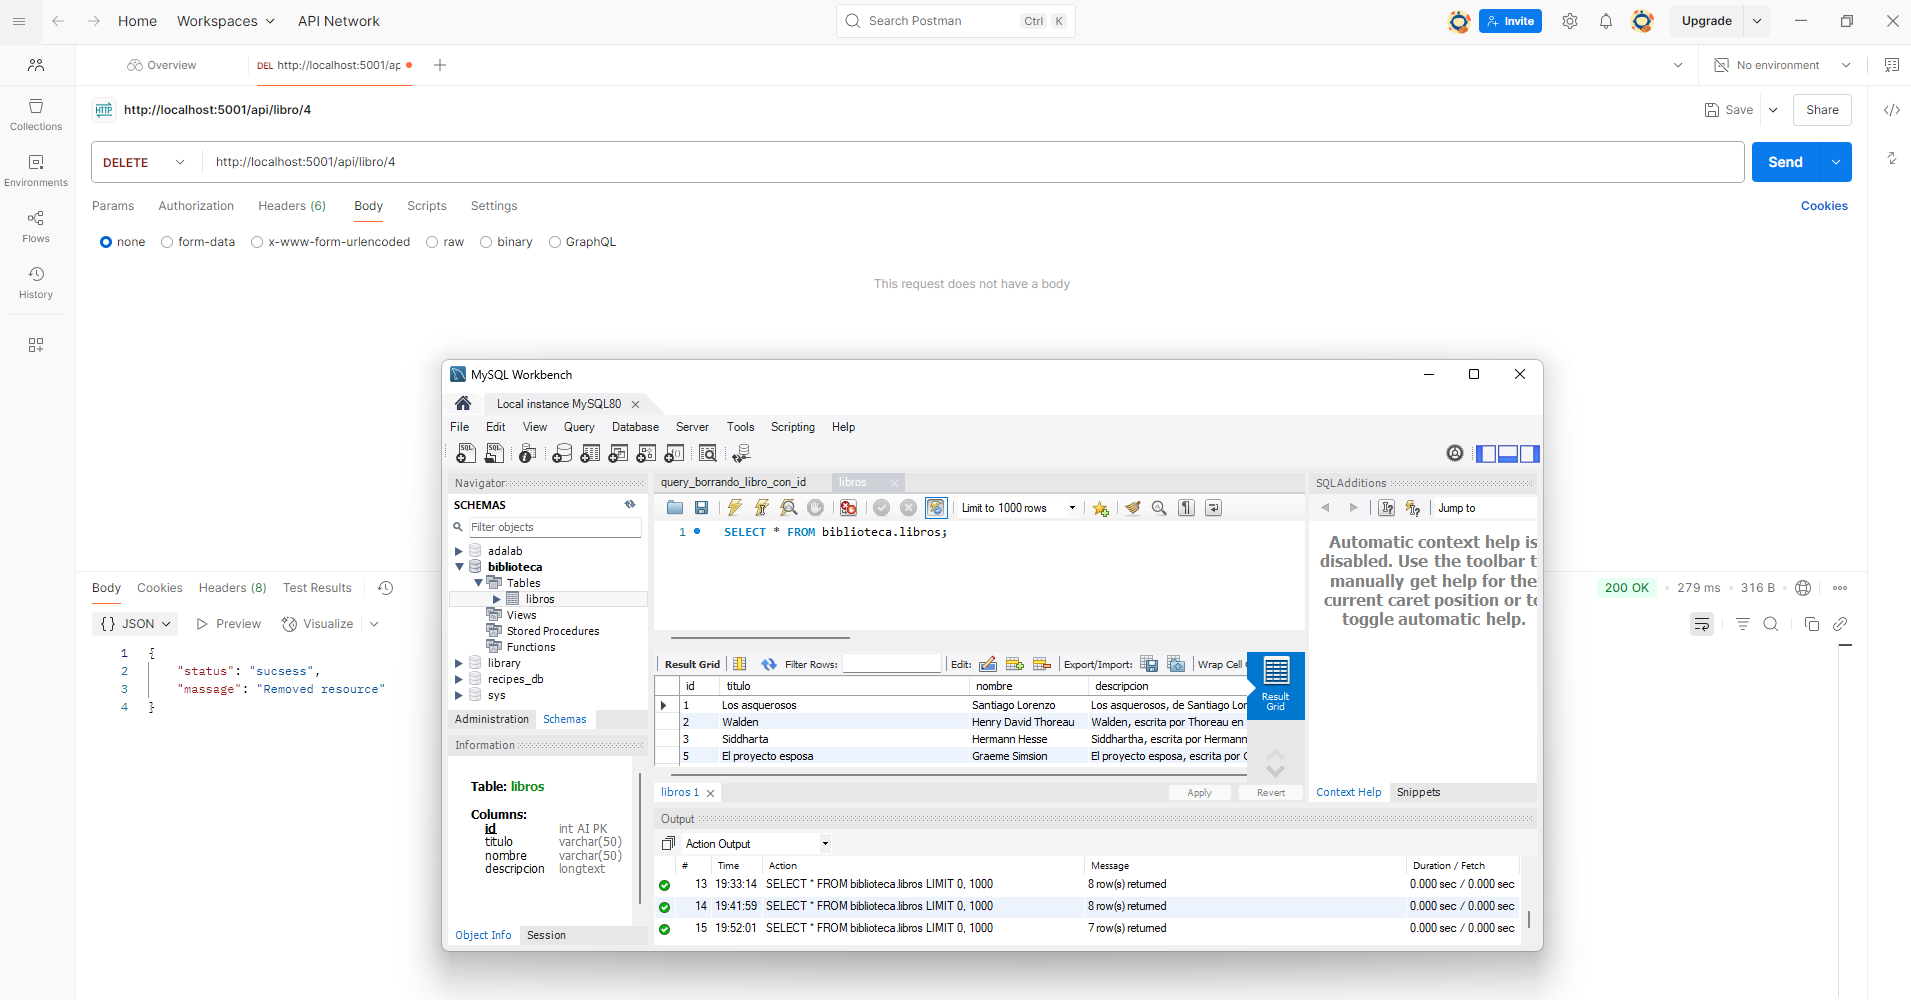 Home Workspaces API Network Search Postman Ctrl K Invite Upgrade
Overview DEL http://localhost:5001/ap No environment
HTTP http://localhost:5001/api/libro/4 Save Share
Collections
DELETE http://localhost:5001/api/libro/4 Send
Environments
Params Authorization Headers (6) Body Scripts Settings Cookies
Flows
none form-data x-www-form-urlencoded raw binary GraphQL
This request does not have a body
History
MySQL Workbench
Local instance MySQL80
File Edit View Query Database Server Tools Scripting Help
Navigator
SCHEMAS
Filter objects
adalab
biblioteca
Tables
libros
Views
Stored Procedures
Functions
library
recipes_db
sys
Administration Schemas
Information
Table: libros
Columns:
id int AI PK
titulo varchar(50)
nombre varchar(50)
descripcion longtext
Object Info Session
query_borrando_libro_con_id libros
Limit to 1000 rows
1 SELECT * FROM biblioteca.libros;
Result Grid Filter Rows: Edit: Export/Import: Wrap Cell C
id titulo nombre descripcion
1 Los asquerosos Santiago Lorenzo Los asquerosos, de Santiago Lor
2 Walden Henry David Thoreau Walden, escrita por Thoreau en
3 Siddharta Hermann Hesse Siddhartha, escrita por Hermann
5 El proyecto esposa Graeme Simsion El proyecto esposa, escrita por G
Result
Grid
libros 1 Apply Revert
SQLAdditions
Jump to
Automatic context help is
disabled. Use the toolbar t
manually get help for the
current caret position or to
toggle automatic help.
Context Help Snippets
Output
Action Output
# Time Action Message Duration / Fetch
13 19:33:14 SELECT * FROM biblioteca.libros LIMIT 0, 1000 8 row(s) returned 0.000 sec / 0.000 sec
14 19:41:59 SELECT * FROM biblioteca.libros LIMIT 0, 1000 8 row(s) returned 0.000 sec / 0.000 sec
15 19:52:01 SELECT * FROM biblioteca.libros LIMIT 0, 1000 7 row(s) returned 0.000 sec / 0.000 sec
Body Cookies Headers (8) Test Results 200 OK 279 ms 316 B
{} JSON Preview Visualize
1 {
2 "status": "sucsess",
3 "massage": "Removed resource"
4 }